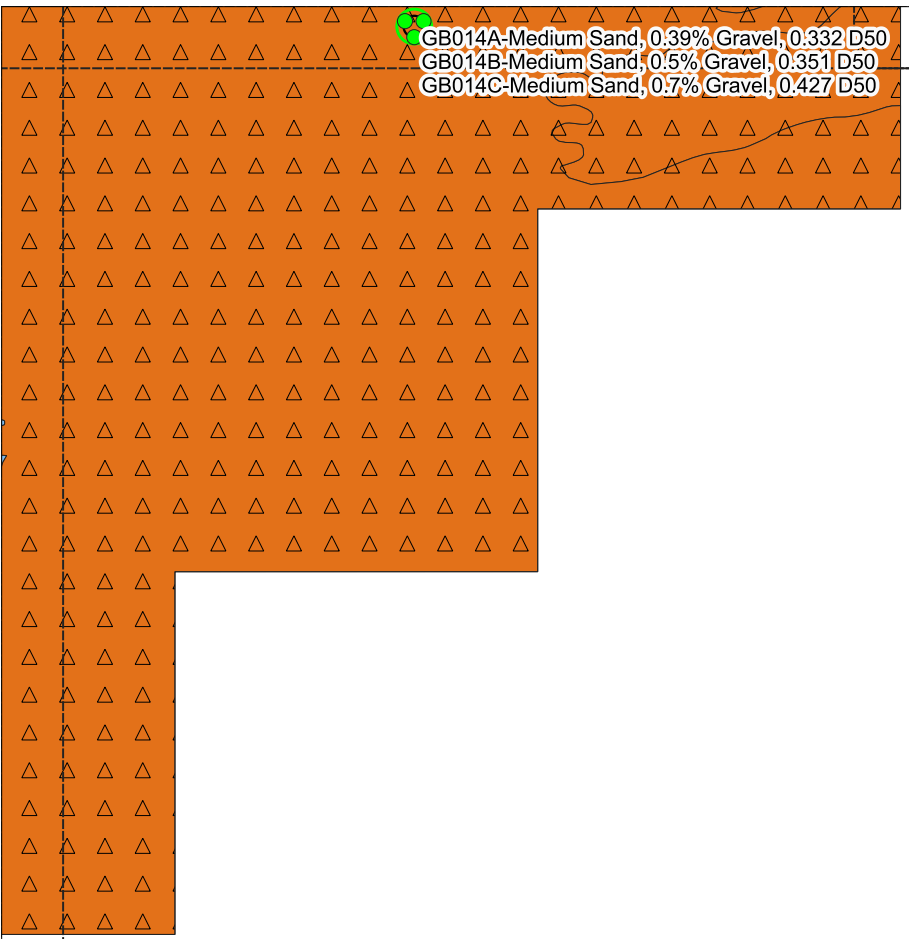 GB014A-Medium Sand, 0.39% Gravel, 0.332 D50
GB014B-Medium Sand, 0.5% Gravel, 0.351 D50
GB014C-Medium Sand, 0.7% Gravel, 0.427 D50